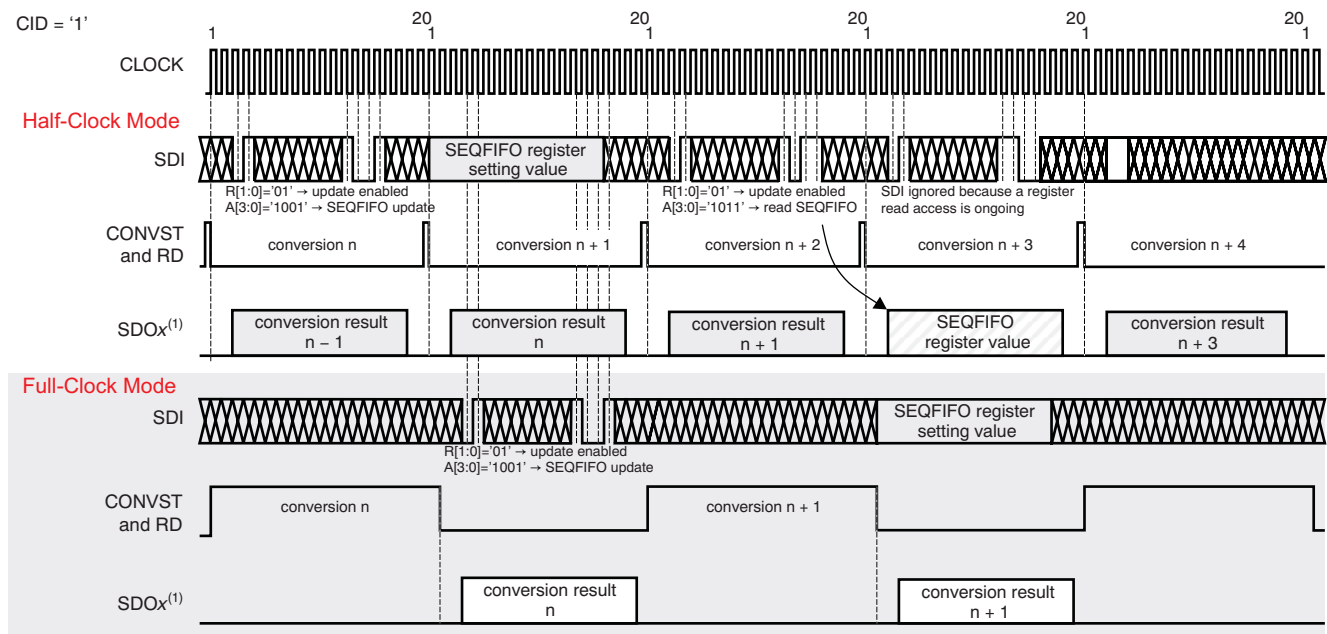 CID = '1'
20 20 20 20 20
1 1 1 1 1 1
CLOCK
Half-Clock Mode
SDI
SEQFIFO register
setting value
R[1:0]='01' → update enabled
A[3:0]='1001' → SEQFIFO update
R[1:0]='01' → update enabled
A[3:0]='1011' → read SEQFIFO
SDI ignored because a register
read access is ongoing
CONVST
and RD
conversion n
conversion n + 1
conversion n + 2
conversion n + 3
conversion n + 4
SDOx(1)
conversion result
n – 1
conversion result
n
conversion result
n + 1
SEQFIFO
register value
conversion result
n + 3
Full-Clock Mode
SDI
SEQFIFO register
setting value
R[1:0]='01' → update enabled
A[3:0]='1001' → SEQFIFO update
CONVST
and RD
conversion n
conversion n + 1
SDOx(1)
conversion result
n
conversion result
n + 1